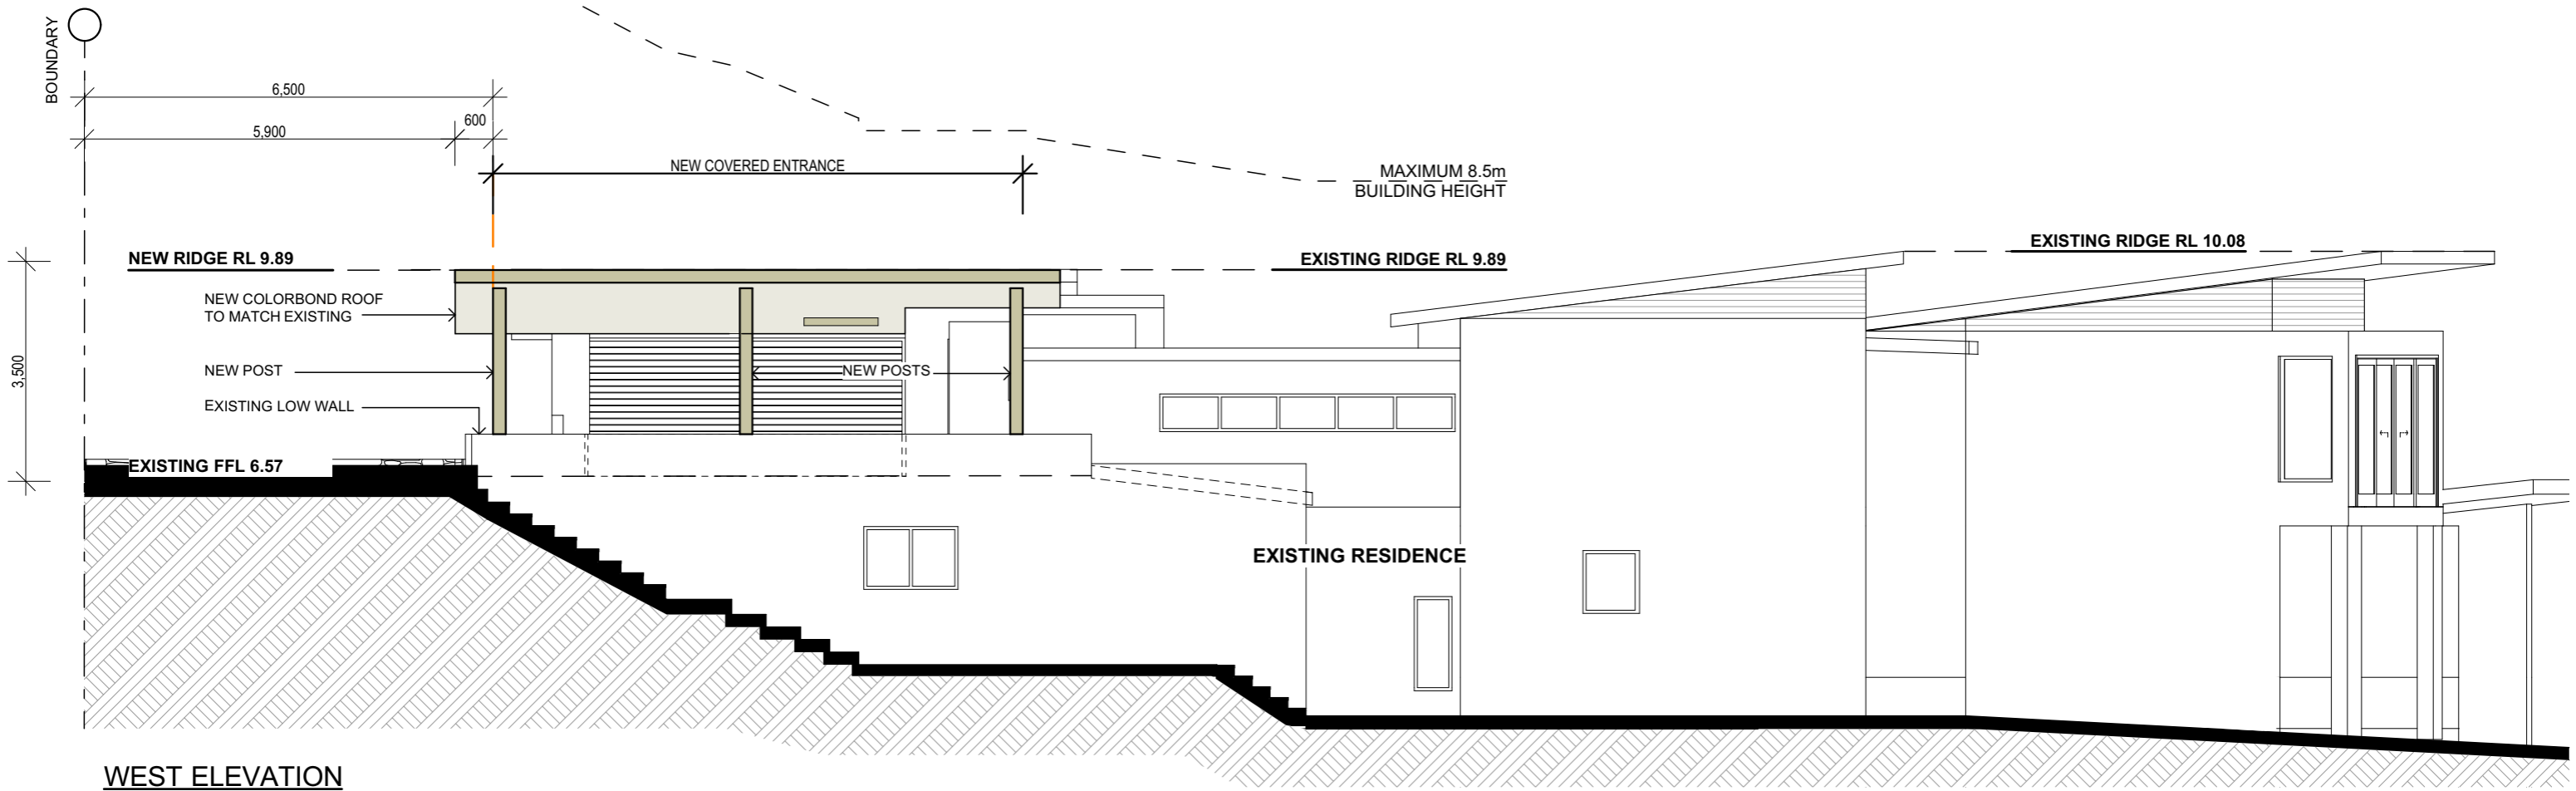 BOUNDARY
6,500
5,900
600
NEW COVERED ENTRANCE
MAXIMUM 8.5m
BUILDING HEIGHT
NEW RIDGE RL 9.89
EXISTING RIDGE RL 9.89
EXISTING RIDGE RL 10.08
NEW COLORBOND ROOF
TO MATCH EXISTING
3,500
NEW POST
NEW POSTS
EXISTING LOW WALL
EXISTING FFL 6.57
EXISTING RESIDENCE
WEST ELEVATION